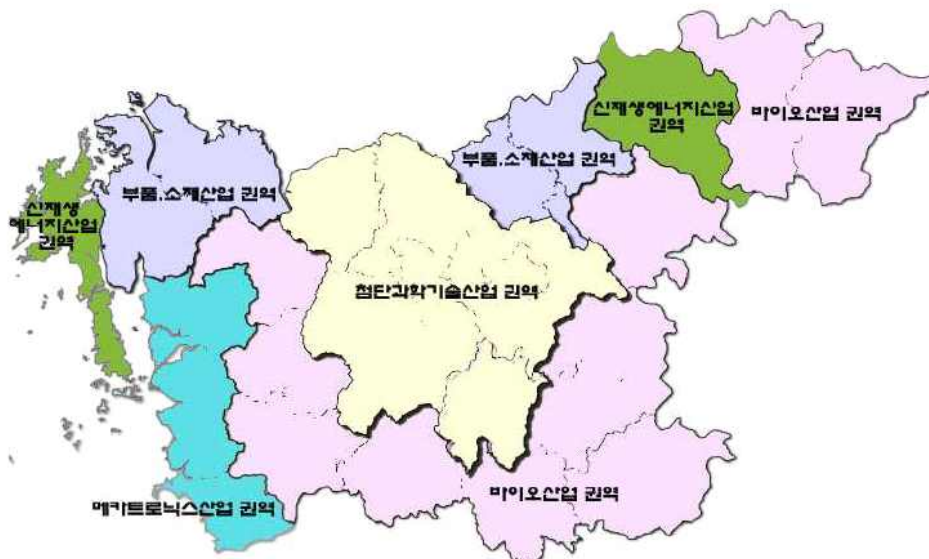 신재생에너지산업
권역
바이오산업 권역
부품.소재산업 권역
부품.소재산업 권역
신재생
에너지산업
권역
첨단과학기술산업 권역
바이오산업 권역
메카트로닉스산업 권역